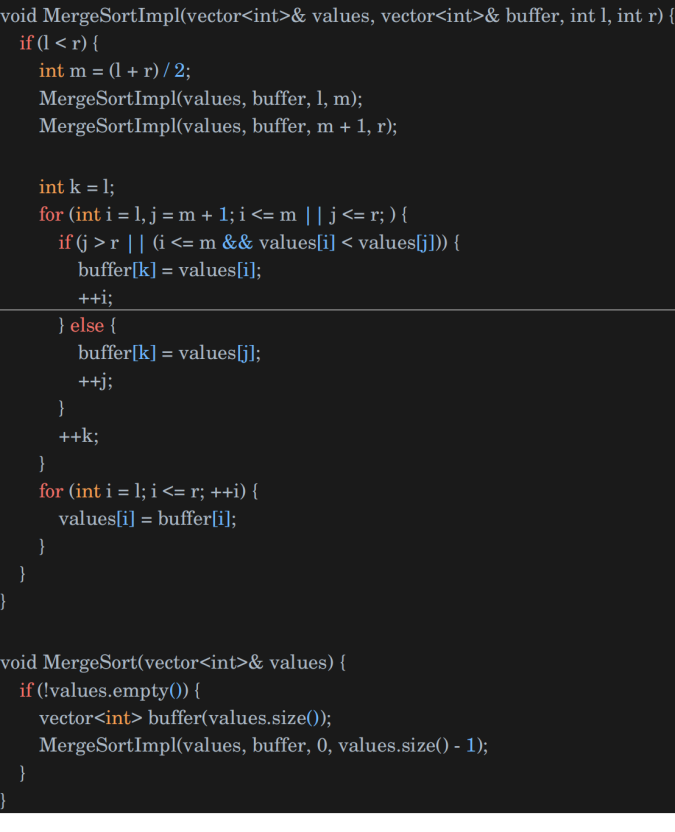 void MergeSortImpl(vector<int>& values, vector<int>& buffer, int l, int r) {
if (l < r) {
int m = (l + r) / 2;
MergeSortImpl(values, buffer, l, m);
MergeSortImpl(values, buffer, m + 1, r);
int k = l;
for (int i = l, j = m + 1; i <= m || j <= r; ) {
if (j > r || (i <= m && values[i] < values[j])) {
buffer[k] = values[i];
++i;
} else {
buffer[k] = values[j];
++j;
}
++k;
}
for (int i = l; i <= r; ++i) {
values[i] = buffer[i];
}
}
}
void MergeSort(vector<int>& values) {
if (!values.empty()) {
vector<int> buffer(values.size());
MergeSortImpl(values, buffer, 0, values.size() - 1);
}
}